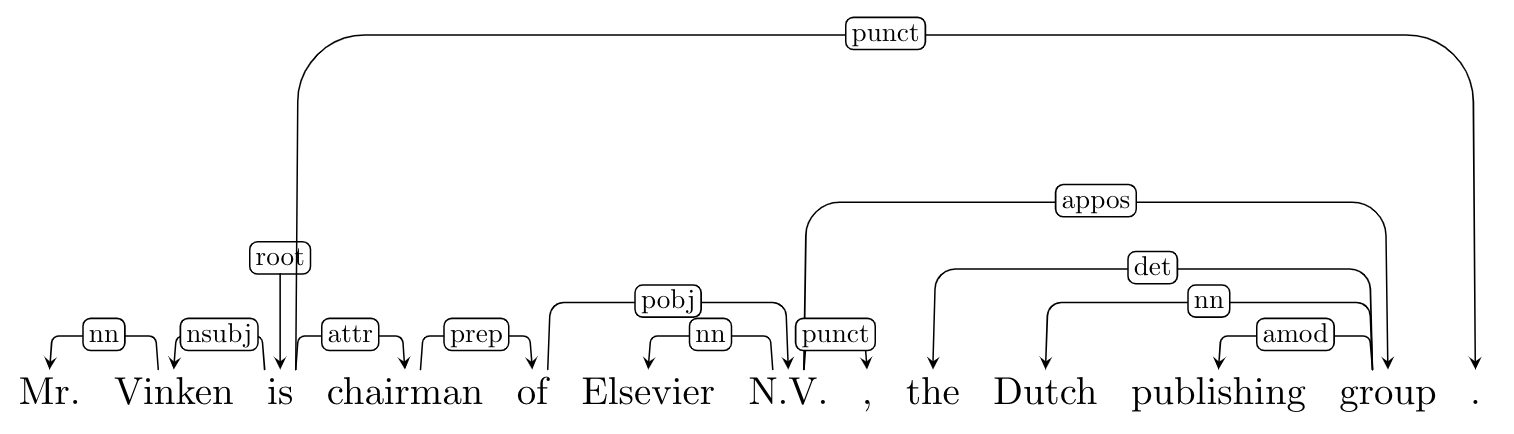 punct
appos
root
det
pobj
nn
nn
nsubj
attr
prep
nn
punct
amod
Mr. Vinken is chairman of Elsevier N.V. , the Dutch publishing group .